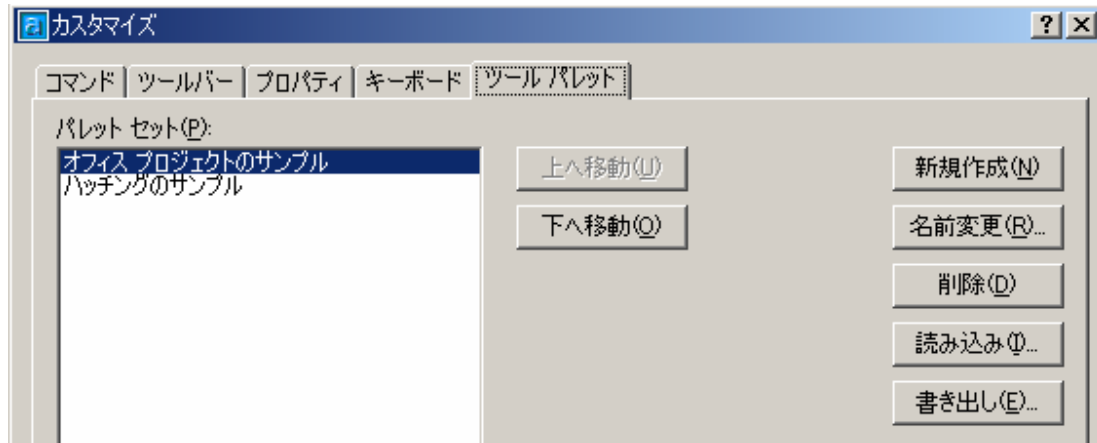 カスタマイズ
コマンド ツールバー プロパティ キーボード ツール パレット
パレット セット(P):
オフィス プロジェクトのサンプル
ハッチングのサンプル
上へ移動(U)
下へ移動(O)
新規作成(N)
名前変更(R)...
削除(D)
読み込み(I)...
書き出し(E)...